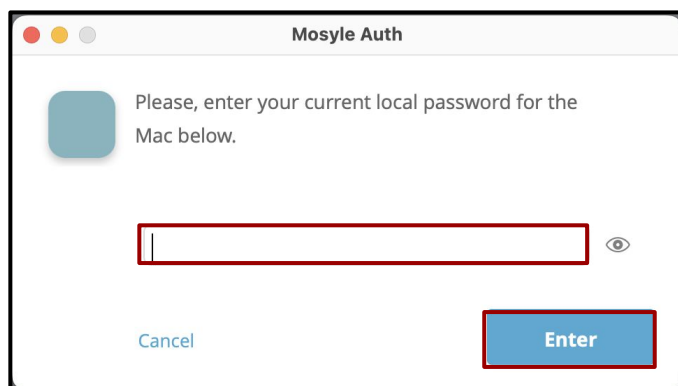 Mosyle Auth
Please, enter your current local password for the
Mac below.
Cancel
Enter